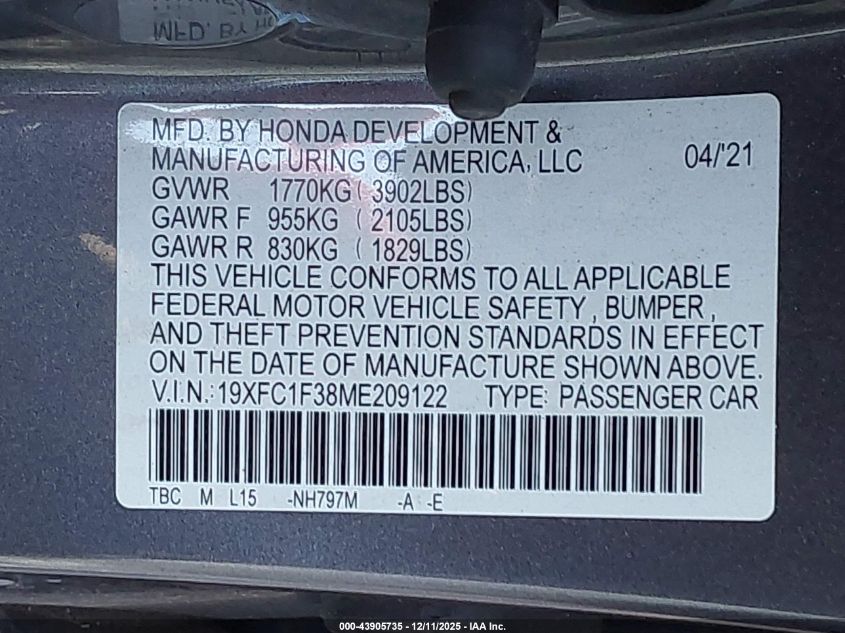 MFD. BY HONDA DEVELOPMENT &
MANUFACTURING OF AMERICA, LLC 04/'21
GVWR 1770KG ( 3902LBS)
GAWR F 955KG ( 2105LBS)
GAWR R 830KG ( 1829LBS)
THIS VEHICLE CONFORMS TO ALL APPLICABLE
FEDERAL MOTOR VEHICLE SAFETY , BUMPER ,
AND THEFT PREVENTION STANDARDS IN EFFECT
ON THE DATE OF MANUFACTURE SHOWN ABOVE.
V.I.N.: 19XFC1F38ME209122 TYPE: PASSENGER CAR
TBC M L15 -NH797M -A -E
000-43905735 - 12/11/2025 - IAA Inc.